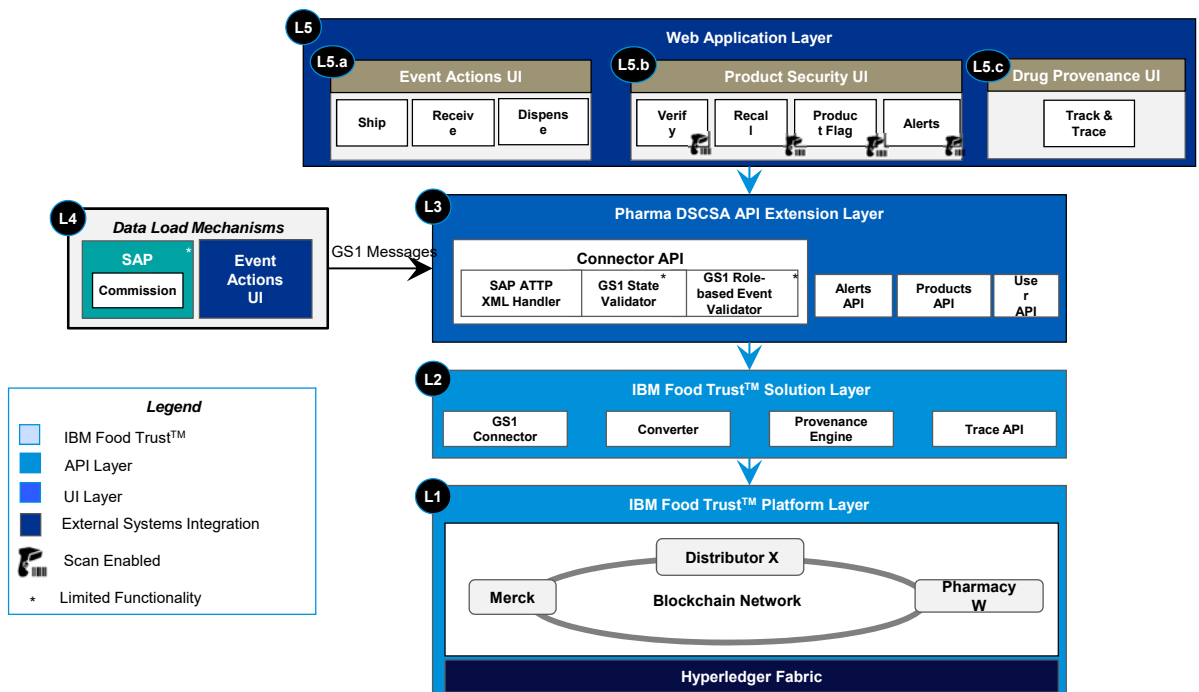 L5
Web Application Layer
L5.a
Event Actions UI
Ship
Receiv
e
Dispens
e
L5.b
Product Security UI
Verif
y
Recal
l
Produc
t Flag
Alerts
L5.c
Drug Provenance UI
Track &
Trace
L4
Data Load Mechanisms
SAP
*
Commission
Event
Actions
UI
GS1 Messages
L3
Pharma DSCSA API Extension Layer
Connector API
SAP ATTP
XML Handler
GS1 State
Validator
*
GS1 Role-
based Event
Validator
*
Alerts
API
Products
API
Use
r
API
L2
IBM Food Trust™ Solution Layer
GS1
Connector
Converter
Provenance
Engine
Trace API
Legend
IBM Food Trust™
API Layer
UI Layer
External Systems Integration
Scan Enabled
* Limited Functionality
L1
IBM Food Trust™ Platform Layer
Distributor X
Merck
Blockchain Network
Pharmacy
W
Hyperledger Fabric